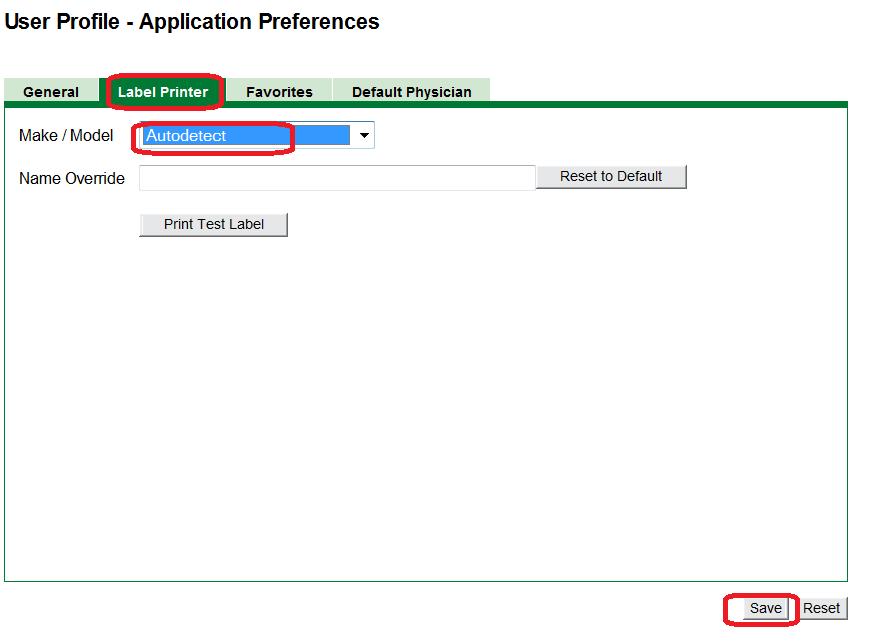 User Profile - Application Preferences
General Label Printer Favorites Default Physician
Make / Model Autodetect
Name Override Reset to Default
Print Test Label
Save Reset